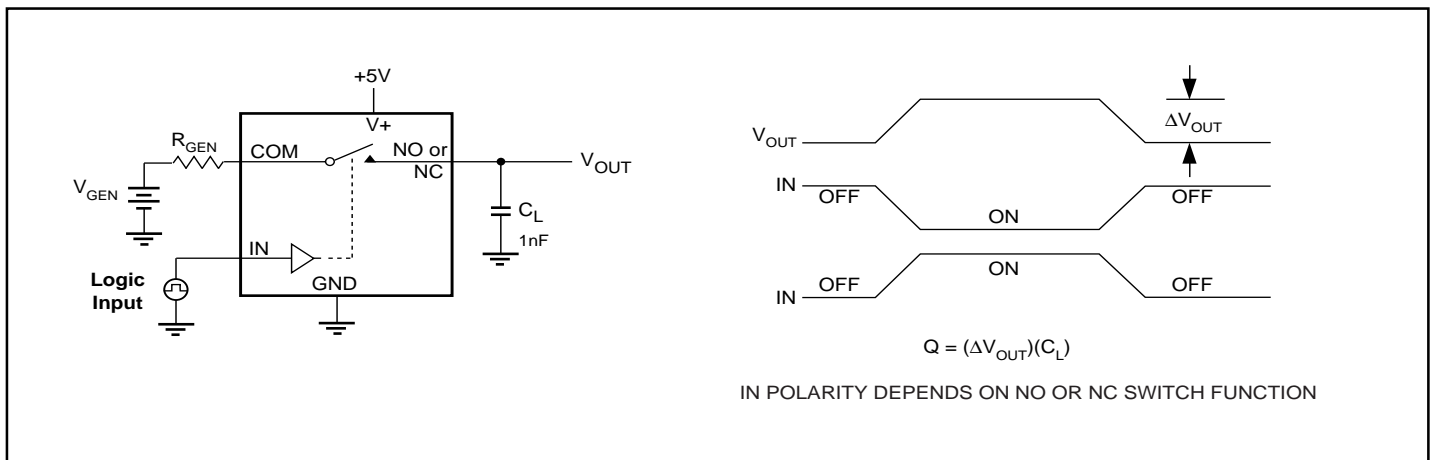 +5V
V+
R_GEN
COM
NO or
NC
V_OUT
V_GEN
C_L
1nF
IN
Logic
Input
GND
V_OUT
ΔV_OUT
IN
OFF
ON
OFF
IN
OFF
ON
OFF
Q = (ΔV_OUT)(C_L)
IN POLARITY DEPENDS ON NO OR NC SWITCH FUNCTION